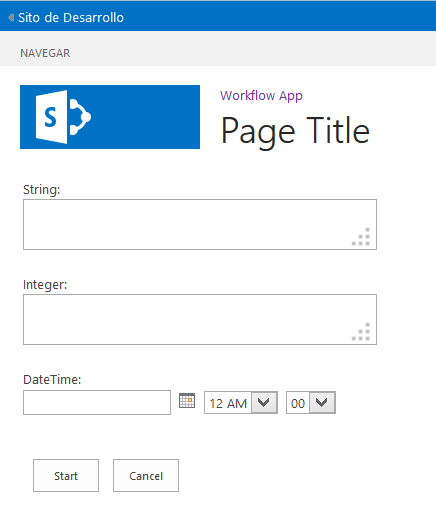 Sito de Desarrollo
NAVEGAR
S
Workflow App
Page Title
String:
Integer:
DateTime:
12 AM
00
Start
Cancel